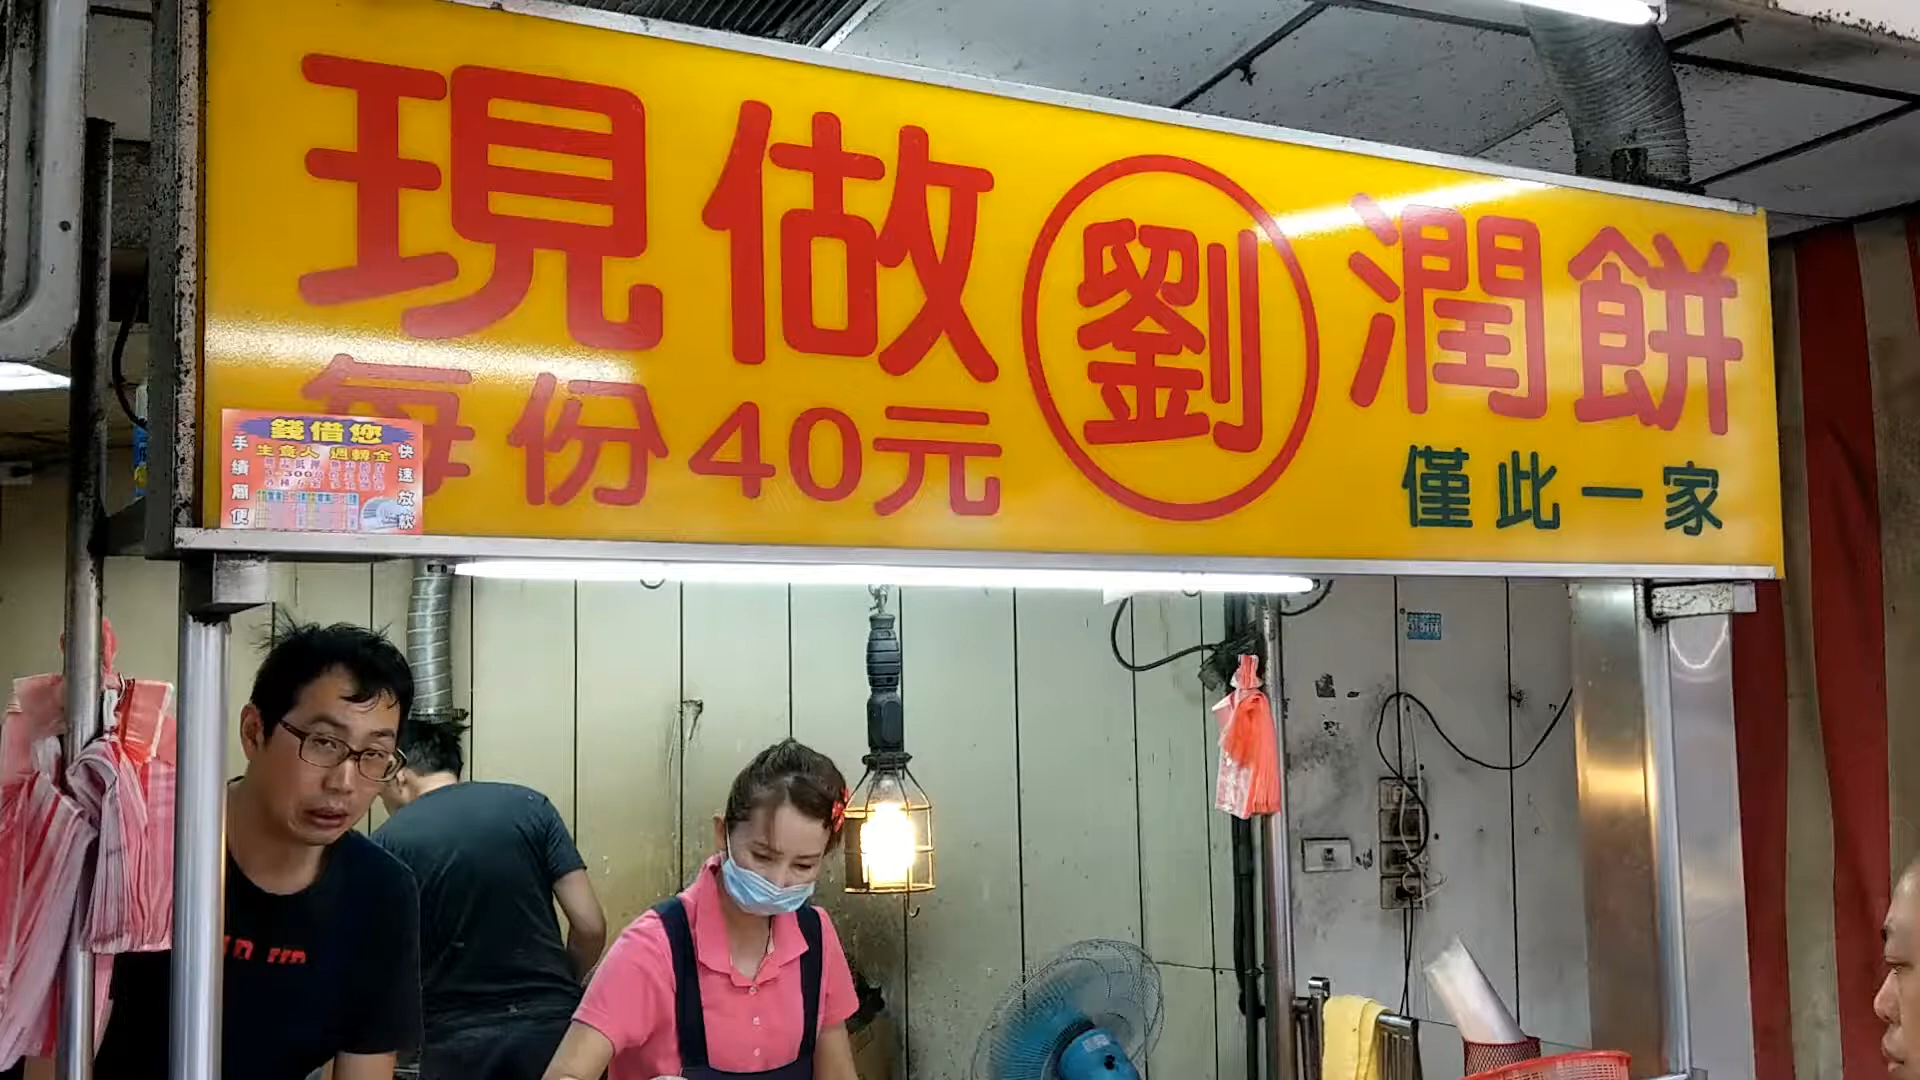 現做 劉 潤餅
每份40元
僅此一家
錢借您
手續簡便
生意人 週轉金
快速放款